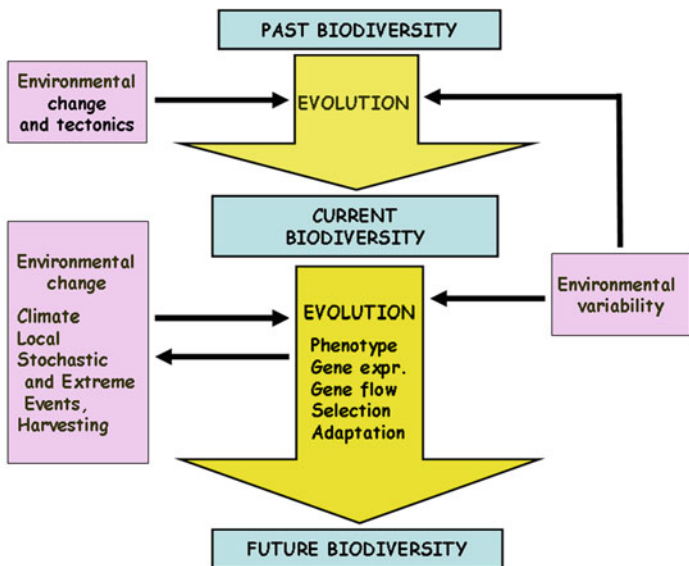 PAST BIODIVERSITY
Environmental
change
and tectonics
EVOLUTION
CURRENT
BIODIVERSITY
Environmental
change
Climate
Local
Stochastic
and Extreme
Events,
Harvesting
EVOLUTION
Phenotype
Gene expr.
Gene flow
Selection
Adaptation
Environmental
variability
FUTURE BIODIVERSITY